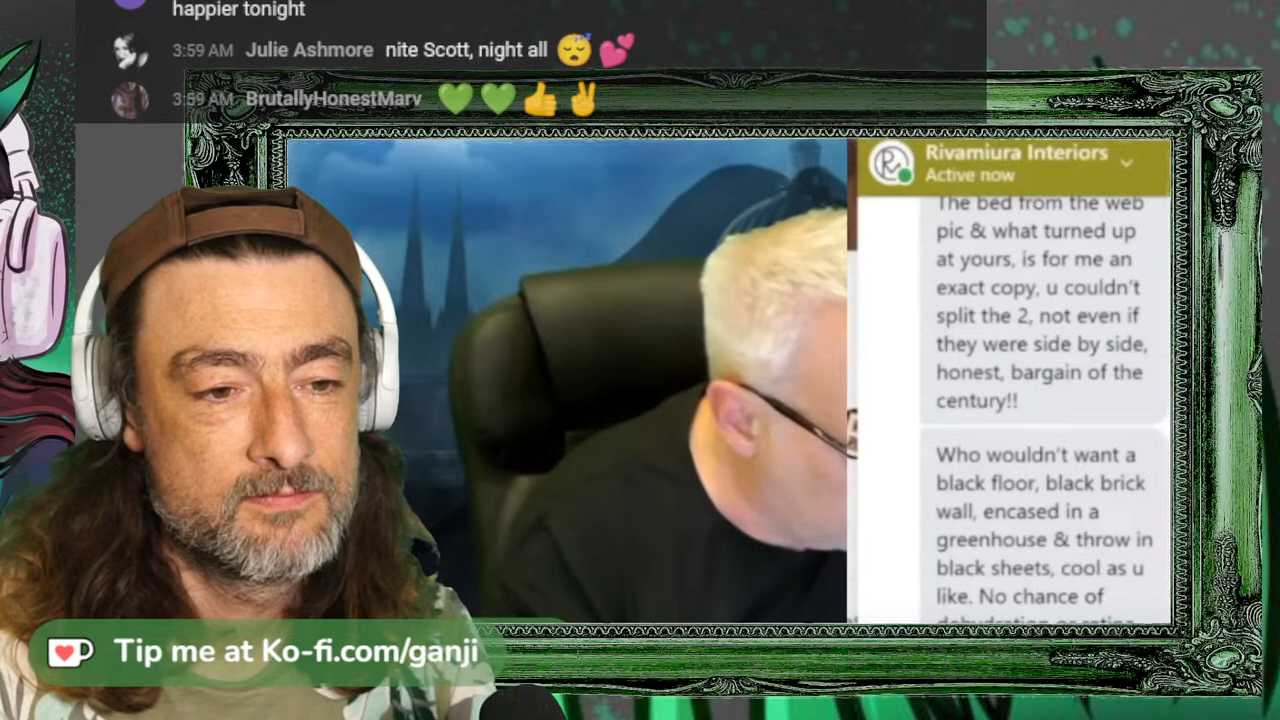 happier tonight
3:59 AM Julie Ashmore nite Scott, night all 😴 💕
3:59 AM BrutallyHonestMarv 💚 💚 👍 ✌
Rivamiura Interiors
Active now
The bed from the web
pic & what turned up
at yours, is for me an
exact copy, u couldn't
split the 2, not even if
they were side by side,
honest, bargain of the
century!!
Who wouldn't want a
black floor, black brick
wall, encased in a
greenhouse & throw in
black sheets, cool as u
like. No chance of
Tip me at Ko-fi.com/ganji